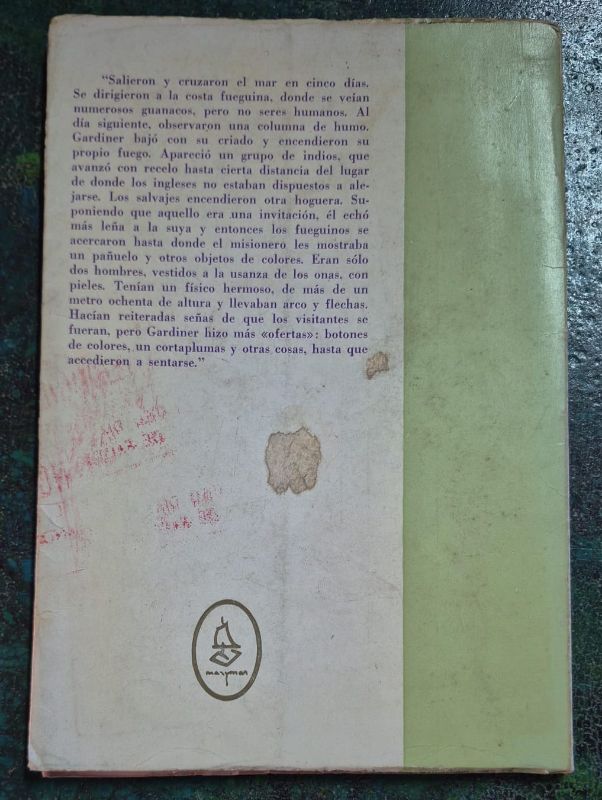 “Salieron y cruzaron el mar en cinco días.
Se dirigieron a la costa fueguina, donde se veían
numerosos guanacos, pero no seres humanos. Al
día siguiente, observaron una columna de humo.
Gardiner bajó con su criado y encendieron su
propio fuego. Apareció un grupo de indios, que
avanzó con recelo hasta cierta distancia del lugar
de donde los ingleses no estaban dispuestos a ale-
jarse. Los salvajes encendieron otra hoguera. Su-
poniendo que aquello era una invitación, él echó
más leña a la suya y entonces los fueguinos se
acercaron hasta donde el misionero les mostraba
un pañuelo y otros objetos de colores. Eran sólo
dos hombres, vestidos a la usanza de los onas, con
pieles. Tenían un físico hermoso, de más de un
metro ochenta de altura y llevaban arco y flechas.
Hacían reiteradas señas de que los visitantes se
fueran, pero Gardiner hizo más «ofertas»: botones
de colores, un cortaplumas y otras cosas, hasta que
accedieron a sentarse.”
marymar